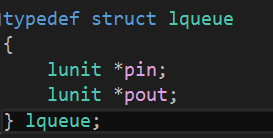 typedef struct lqueue
{
    lunit *pin;
    lunit *pout;
} lqueue;